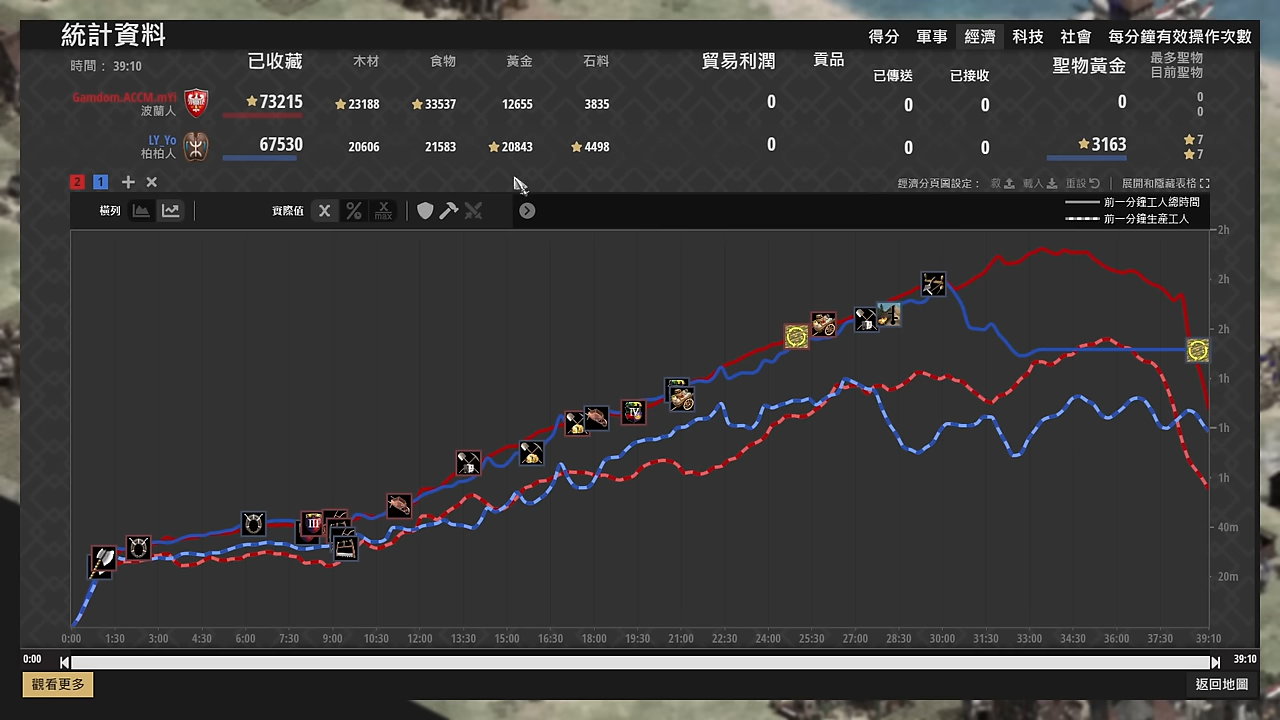 統計資料
得分 軍事 經濟 科技 社會 每分鐘有效操作次數
時間： 39:10
已收藏 木材 食物 黃金 石料 貿易利潤 貢品 已傳送 已接收 聖物黃金 最多聖物 目前聖物
Gamdom.ACCM.mYi
波蘭人
73215 23188 33537 12655 3835 0 0 0 0 0 0
LY_Yo
柏柏人
67530 20606 21583 20843 4498 0 0 0 3163 7 7
2 1
經濟分頁圖設定： 載入 重設 | 展開和隱藏表格
橫列 實際值 X % X max
前一分鐘工人總時間
前一分鐘生產工人
2h
2h
2h
1h
1h
1h
40m
20m
III
IV
0:00 1:30 3:00 4:30 6:00 7:30 9:00 10:30 12:00 13:30 15:00 16:30 18:00 19:30 21:00 22:30 24:00 25:30 27:00 28:30 30:00 31:30 33:00 34:30 36:00 37:30 39:10
0:00 39:10
觀看更多 返回地圖